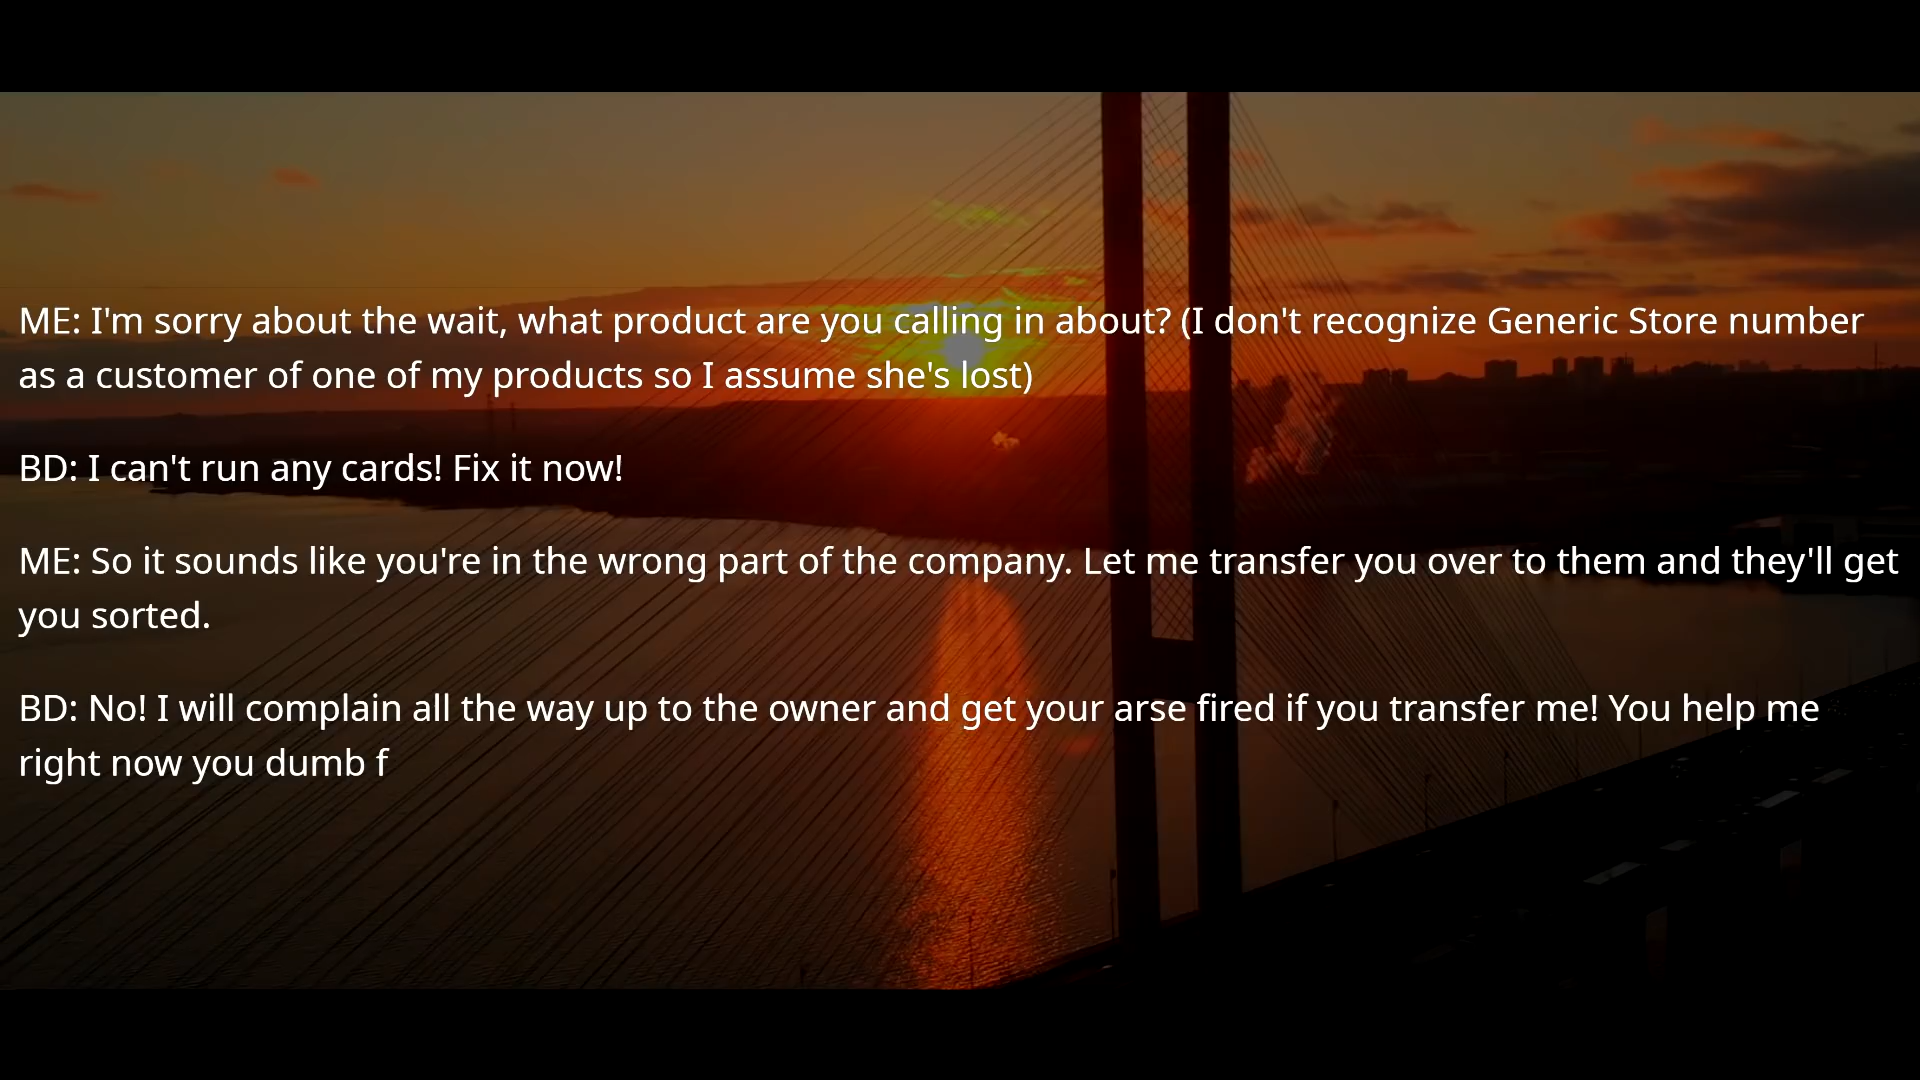 ME: I'm sorry about the wait, what product are you calling in about? (I don't recognize Generic Store number
as a customer of one of my products so I assume she's lost)
BD: I can't run any cards! Fix it now!
ME: So it sounds like you're in the wrong part of the company. Let me transfer you over to them and they'll get
you sorted.
BD: No! I will complain all the way up to the owner and get your arse fired if you transfer me! You help me
right now you dumb f